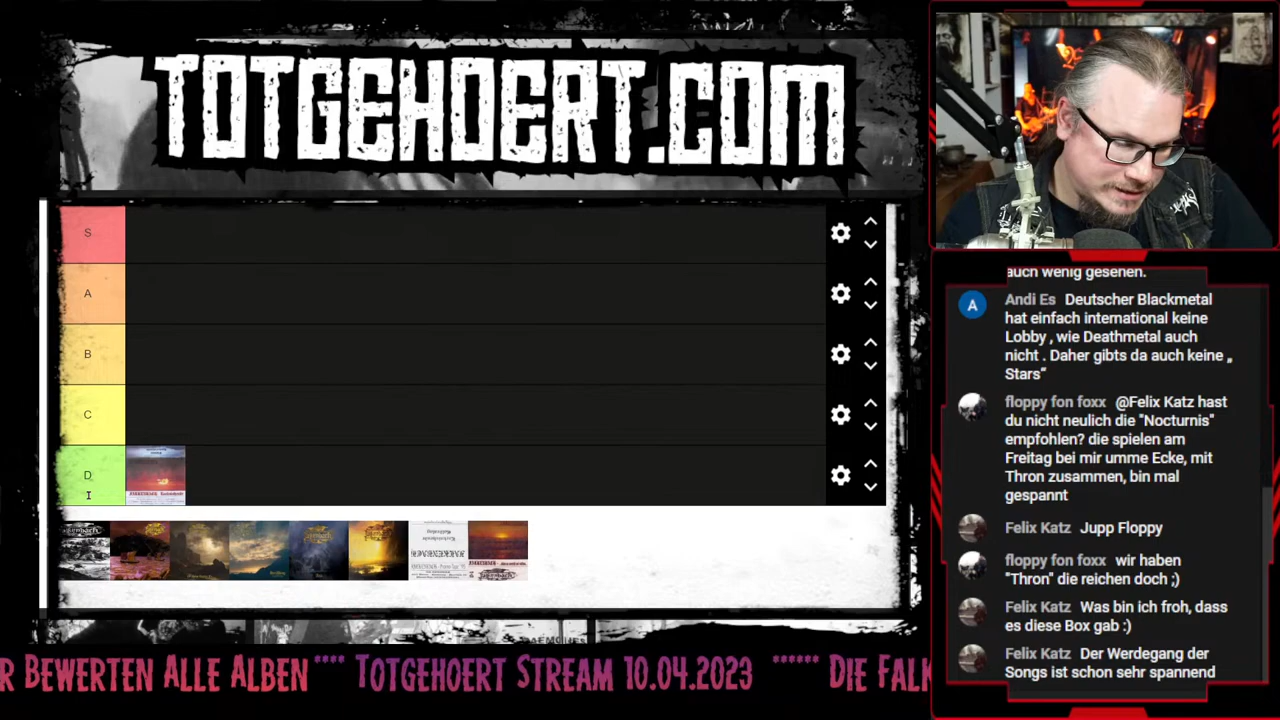 TOTGEHOERT.COM
S
A
B
C
D
auch wenig gesehen.
A
Andi Es Deutscher Blackmetal
hat einfach international keine
Lobby , wie Deathmetal auch
nicht . Daher gibts da auch keine „
Stars“
floppy fon foxx @Felix Katz hast
du nicht neulich die "Nocturnis"
empfohlen? die spielen am
Freitag bei mir umme Ecke, mit
Thron zusammen, bin mal
gespannt
Felix Katz Jupp Floppy
floppy fon foxx wir haben
"Thron" die reichen doch ;)
Felix Katz Was bin ich froh, dass
es diese Box gab :)
Felix Katz Der Werdegang der
Songs ist schon sehr spannend
R BEWERTEN ALLE ALBEN **** TOTGEHOERT STREAM 10.04.2023 ****** DIE FALK